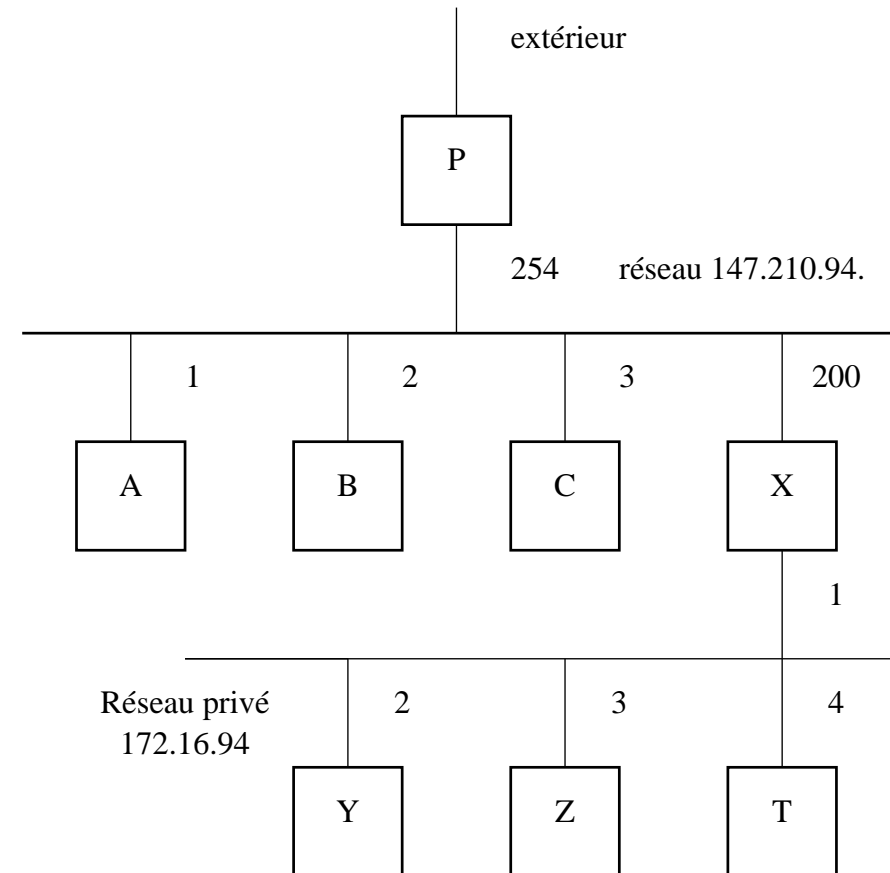 extérieur
P
254 réseau 147.210.94.
1 2 3 200
A B C X
1
Réseau privé 2 3 4
172.16.94
Y Z T